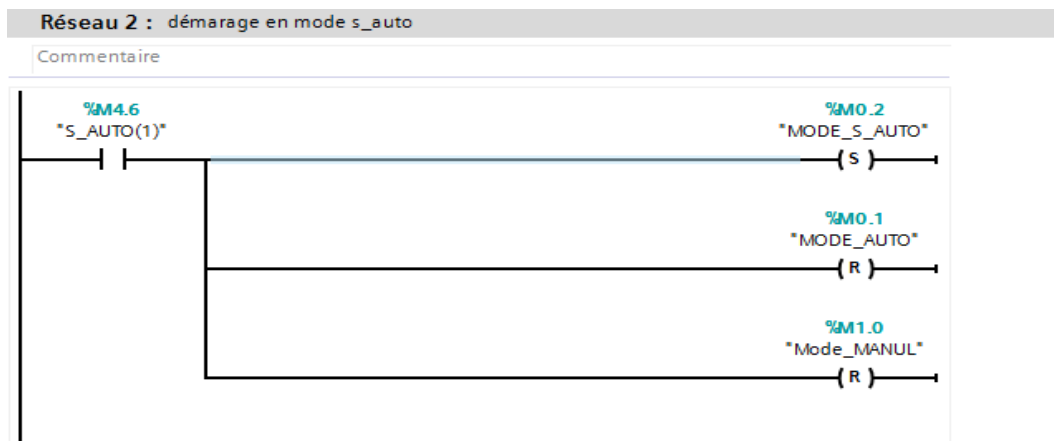 Réseau 2 : démarage en mode s_auto
Commentaire
%M4.6
"S_AUTO(1)"
%M0.2
"MODE_S_AUTO"
S
%M0.1
"MODE_AUTO"
R
%M1.0
"Mode_MANUL"
R